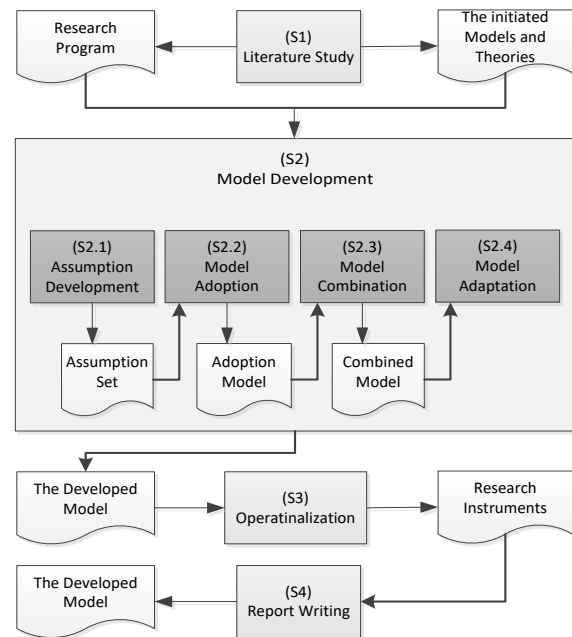 Research
Program
(S1)
Literature Study
The initiated
Models and
Theories
(S2)
Model Development
(S2.1)
Assumption
Development
(S2.2)
Model
Adoption
(S2.3)
Model
Combination
(S2.4)
Model
Adaptation
Assumption
Set
Adoption
Model
Combined
Model
The Developed
Model
(S3)
Operatinalization
Research
Instruments
The Developed
Model
(S4)
Report Writing